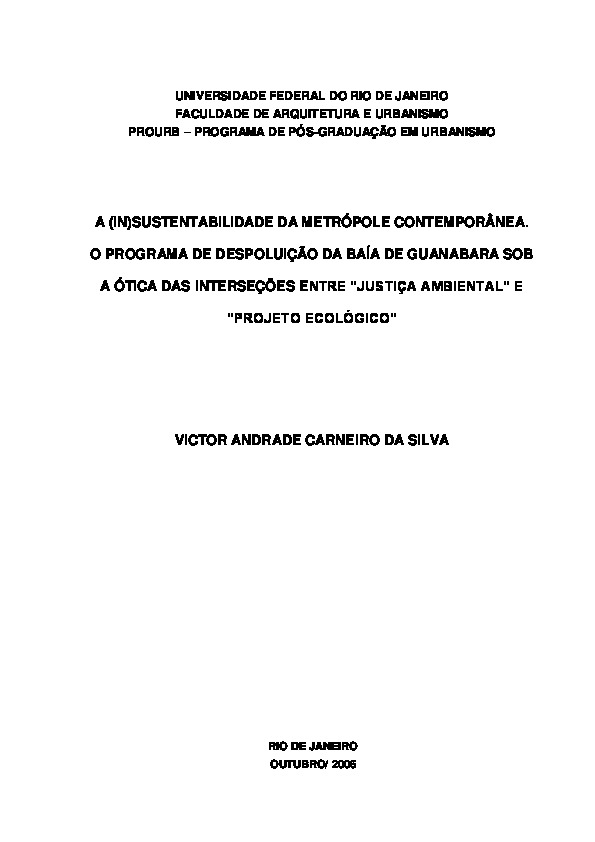 UNIVERSIDADE FEDERAL DO RIO DE JANEIRO
FACULDADE DE ARQUITETURA E URBANISMO
PROURB – PROGRAMA DE PÓS-GRADUAÇÃO EM URBANISMO
A (IN)SUSTENTABILIDADE DA METRÓPOLE CONTEMPORÂNEA.
O PROGRAMA DE DESPOLUIÇÃO DA BAÍA DE GUANABARA SOB
A ÓTICA DAS INTERSEÇÕES ENTRE "JUSTIÇA AMBIENTAL" E
"PROJETO ECOLÓGICO"
VICTOR ANDRADE CARNEIRO DA SILVA
RIO DE JANEIRO
OUTUBRO/ 2006